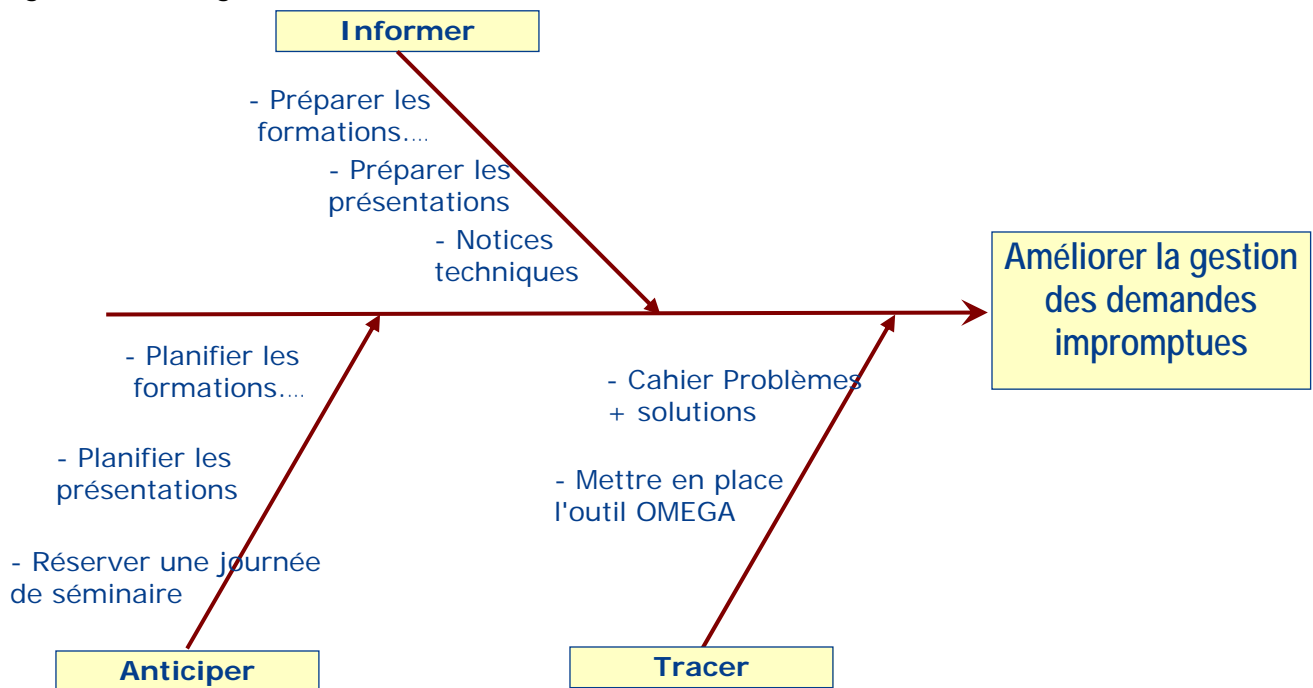 Informer
- Préparer les
formations....
- Préparer les
présentations
- Notices
techniques
Améliorer la gestion
des demandes
impromptues
- Planifier les
formations....
- Planifier les
présentations
- Réserver une journée
de séminaire
- Cahier Problèmes
+ solutions
- Mettre en place
l'outil OMEGA
Anticiper
Tracer